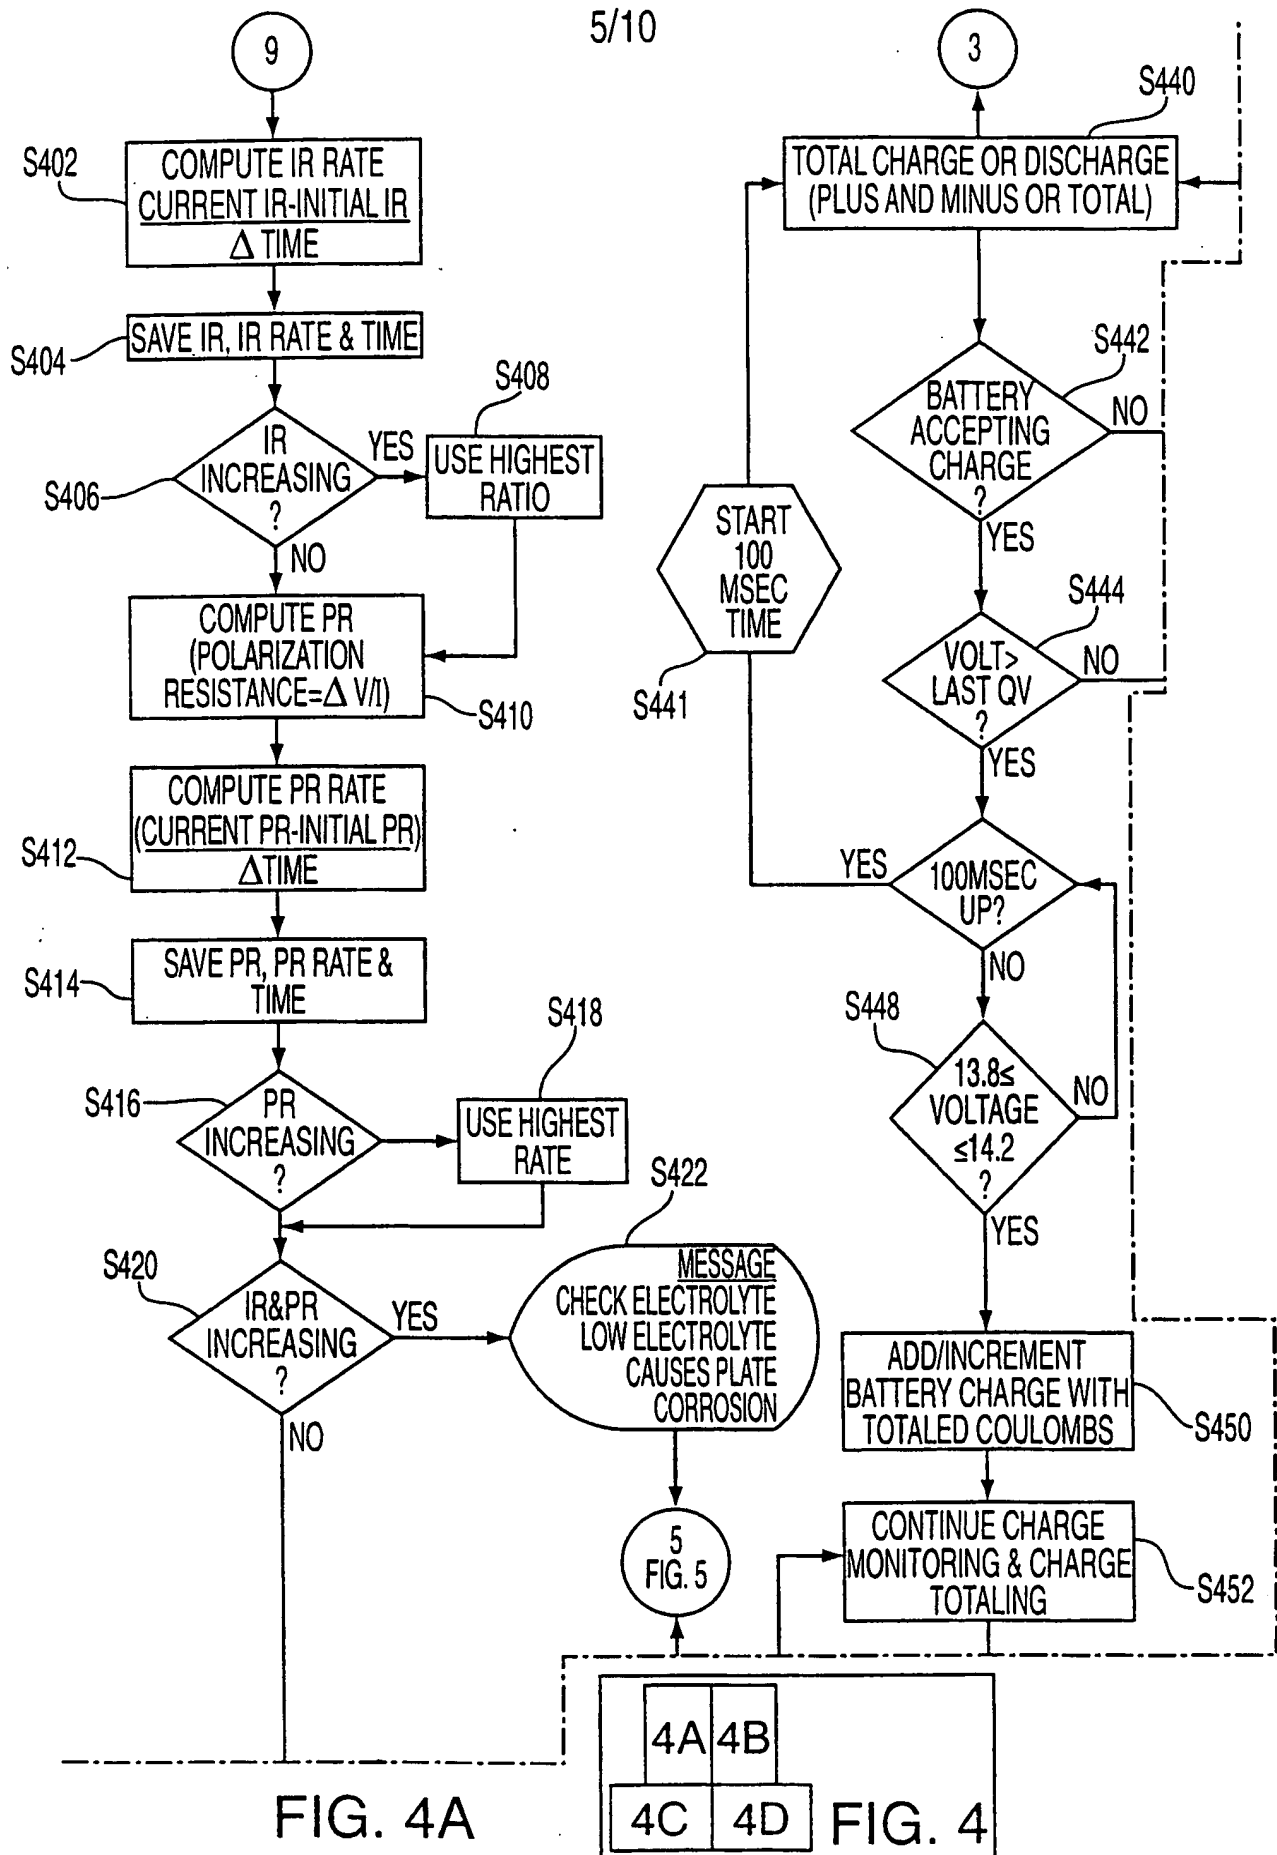 5/10
9
S402
COMPUTE IR RATE
CURRENT IR-INITIAL IR
Δ TIME
S404
SAVE IR, IR RATE & TIME
S406
IR
INCREASING
?
YES
NO
S408
USE HIGHEST
RATIO
COMPUTE PR
(POLARIZATION
RESISTANCE=Δ V/I)
S410
S412
COMPUTE PR RATE
(CURRENT PR-INITIAL PR)
Δ TIME
S414
SAVE PR, PR RATE &
TIME
S416
PR
INCREASING
?
S418
USE HIGHEST
RATE
S420
IR&PR
INCREASING
?
YES
NO
S422
MESSAGE
CHECK ELECTROLYTE
LOW ELECTROLYTE
CAUSES PLATE
CORROSION
5
FIG. 5
3
S440
TOTAL CHARGE OR DISCHARGE
(PLUS AND MINUS OR TOTAL)
S442
BATTERY
ACCEPTING
CHARGE
?
NO
YES
START
100
MSEC
TIME
S441
S444
VOLT>
LAST QV
?
NO
YES
100MSEC
UP?
YES
NO
S448
13.8≤
VOLTAGE
≤14.2
?
NO
YES
ADD/INCREMENT
BATTERY CHARGE WITH
TOTALED COULOMBS
S450
CONTINUE CHARGE
MONITORING & CHARGE
TOTALING
S452
4A 4B
4C 4D
FIG. 4A
FIG. 4